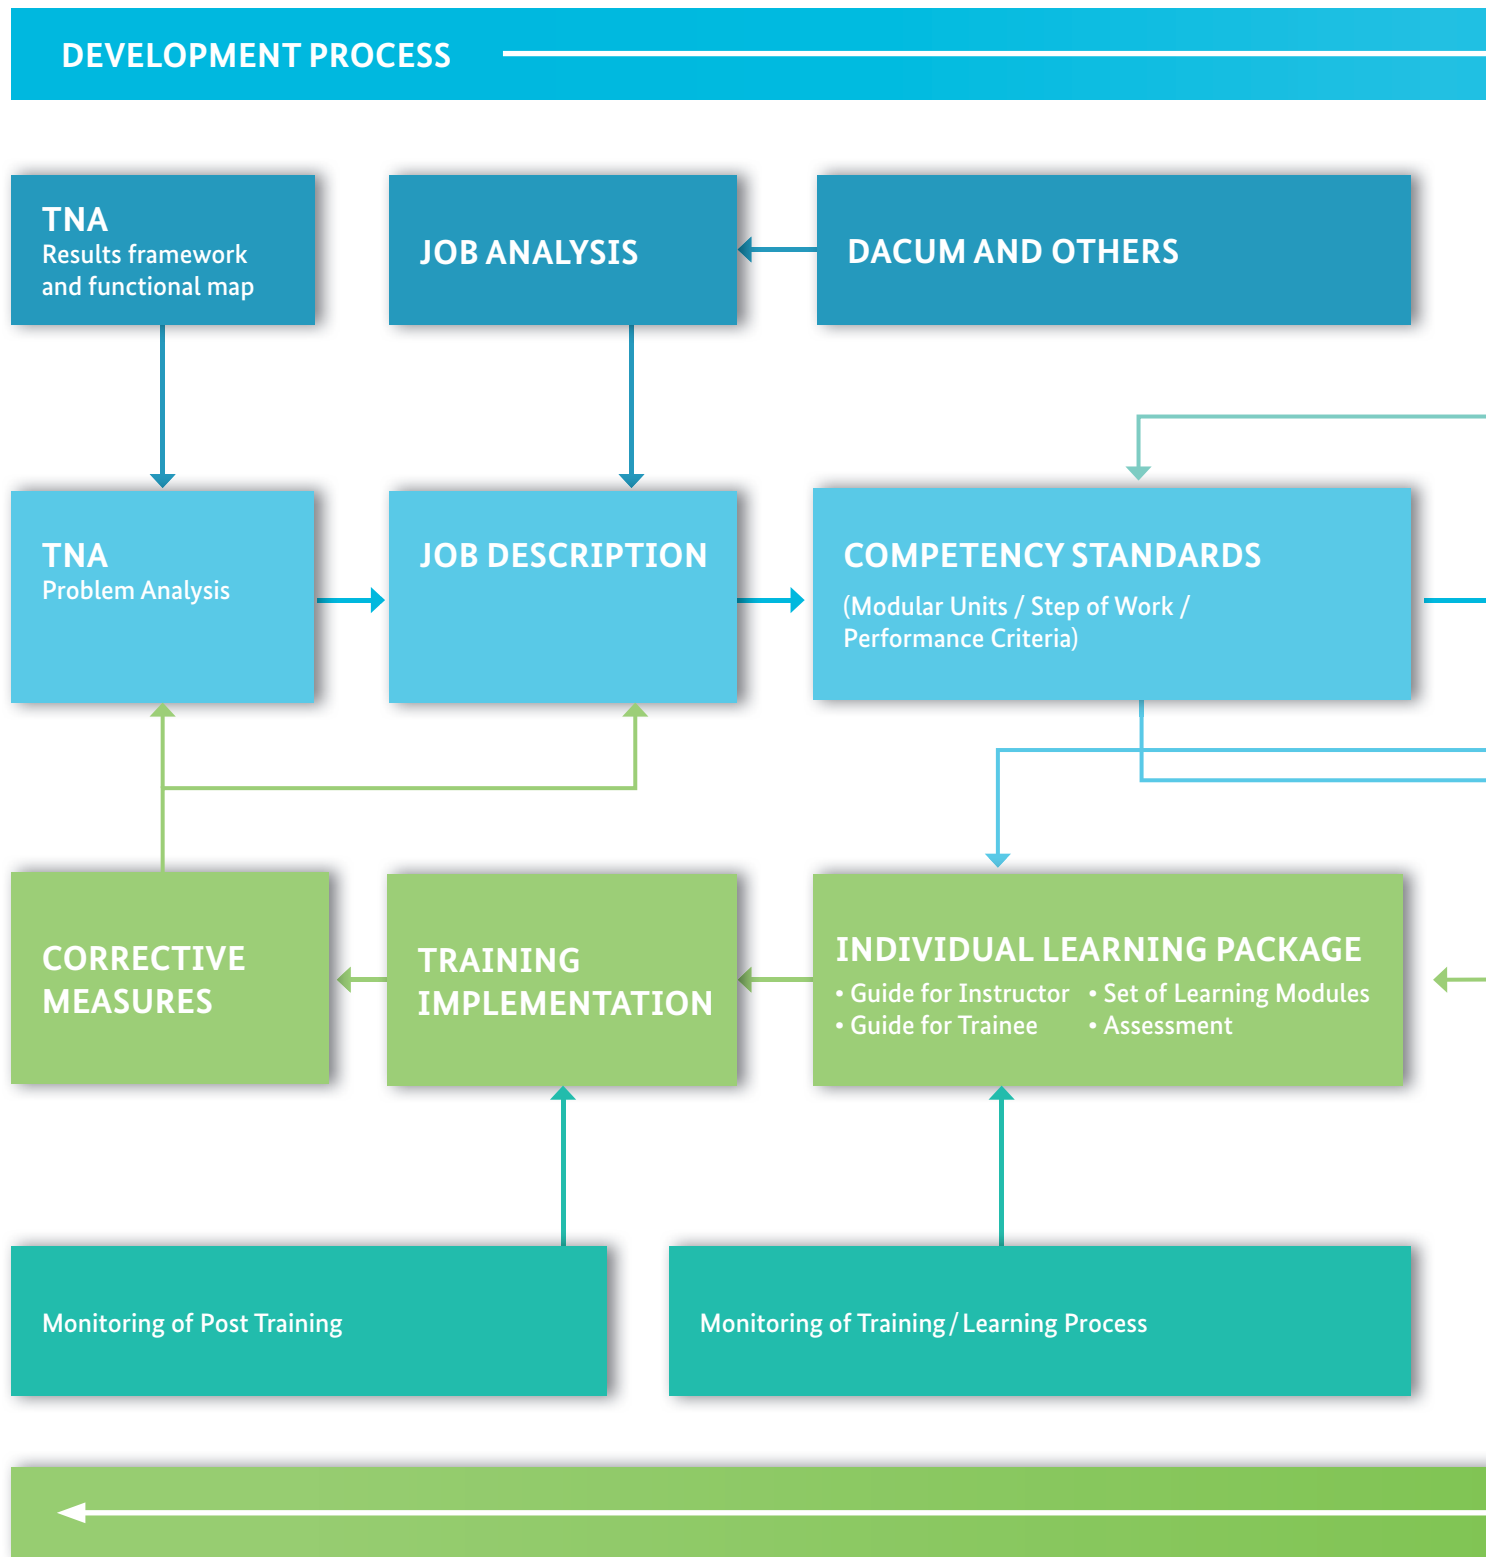 DEVELOPMENT PROCESS
TNA
Results framework
and functional map
JOB ANALYSIS
DACUM AND OTHERS
TNA
Problem Analysis
JOB DESCRIPTION
COMPETENCY STANDARDS
(Modular Units / Step of Work /
Performance Criteria)
CORRECTIVE
MEASURES
TRAINING
IMPLEMENTATION
INDIVIDUAL LEARNING PACKAGE
• Guide for Instructor • Set of Learning Modules
• Guide for Trainee • Assessment
Monitoring of Post Training
Monitoring of Training / Learning Process